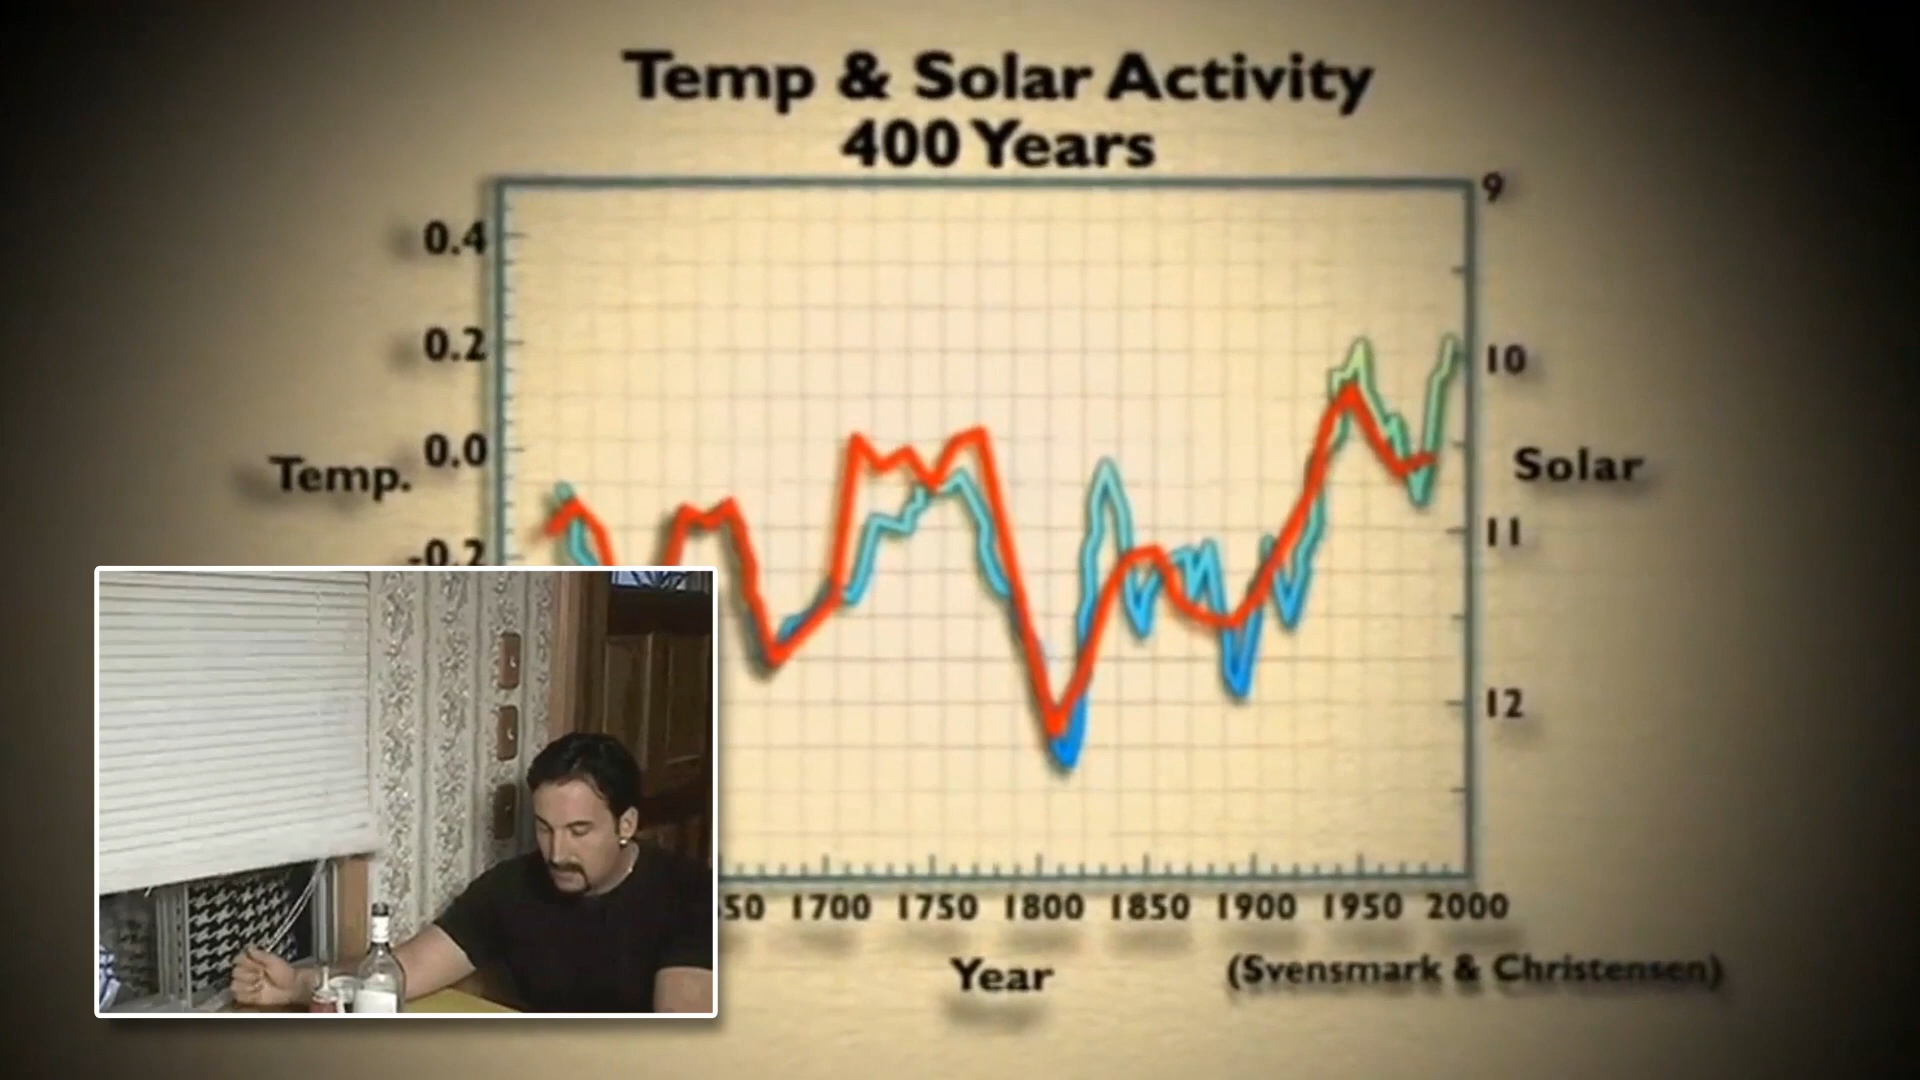 Temp & Solar Activity
400 Years
9
0.4
0.2
10
0.0
Temp.
Solar
-0.2
11
12
50 1700 1750 1800 1850 1900 1950 2000
Year
(Svensmark & Christensen)